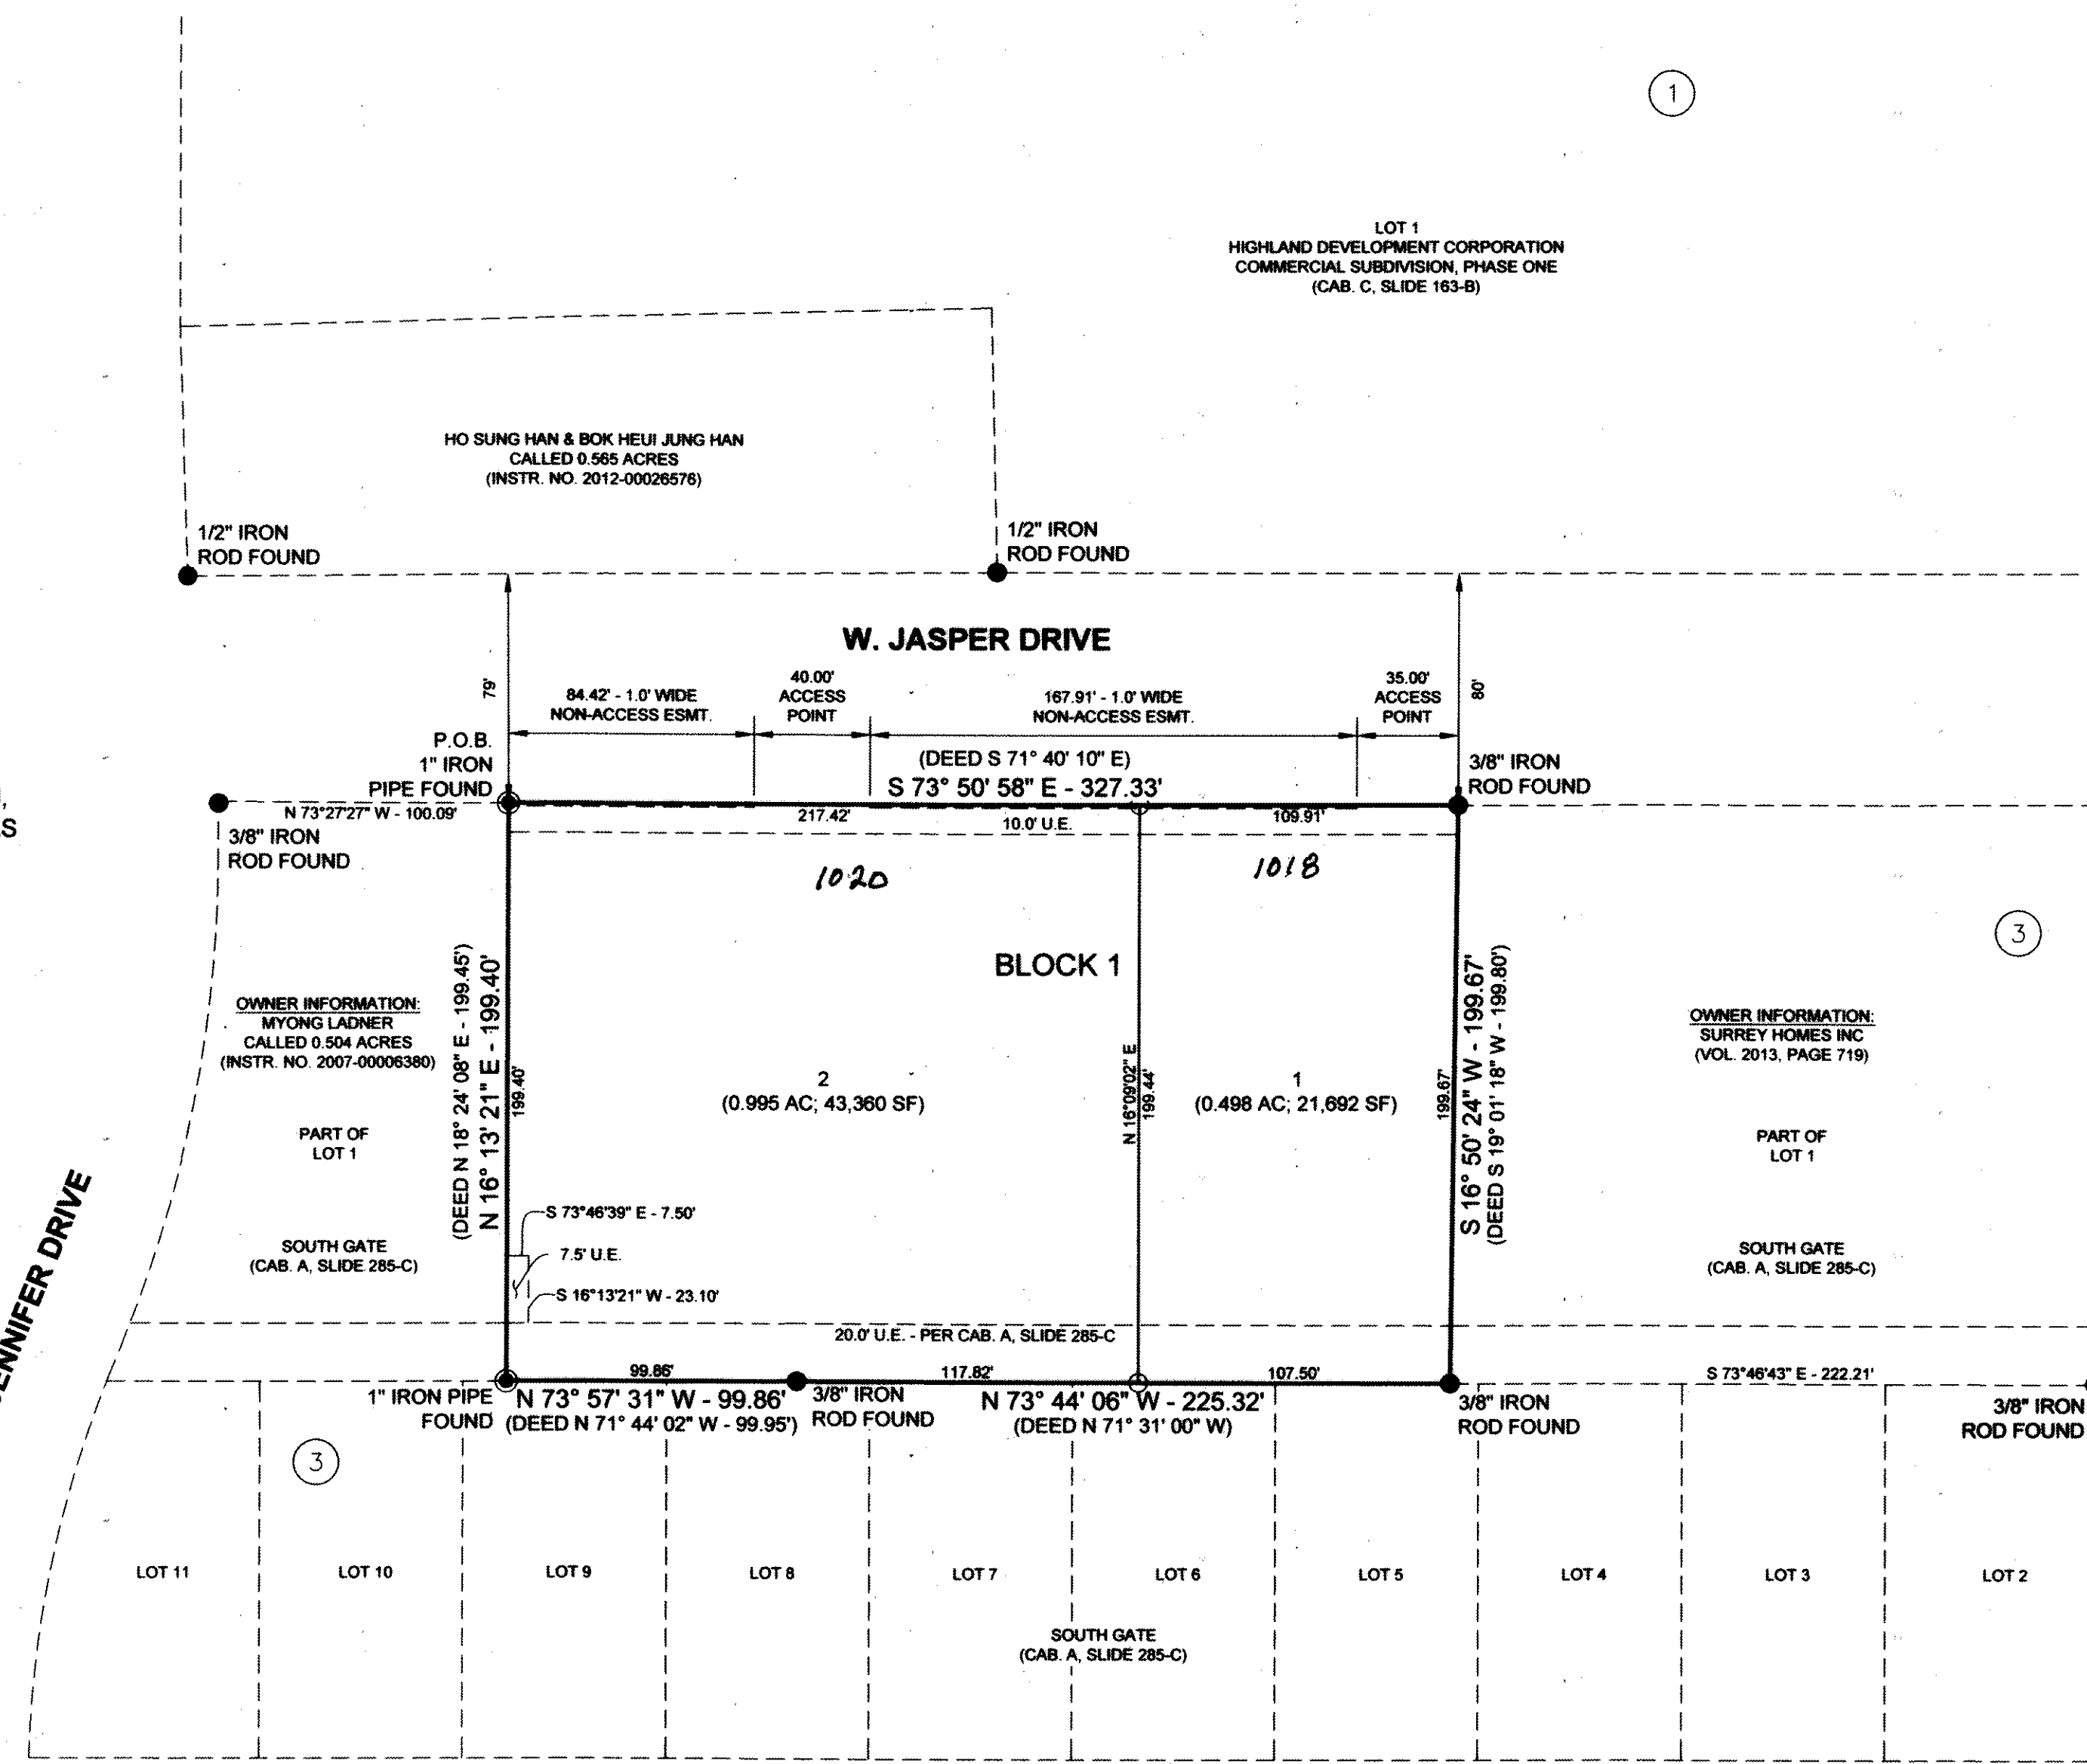 1
LOT 1
HIGHLAND DEVELOPMENT CORPORATION
COMMERCIAL SUBDIVISION, PHASE ONE
(CAB. C, SLIDE 163-B)
HO SUNG HAN & BOK HEUI JUNG HAN
CALLED 0.565 ACRES
(INSTR. NO. 2012-00026576)
1/2" IRON
ROD FOUND
1/2" IRON
ROD FOUND
W. JASPER DRIVE
79'
84.42' - 1.0' WIDE
NON-ACCESS ESMT.
40.00'
ACCESS
POINT
167.91' - 1.0' WIDE
NON-ACCESS ESMT.
35.00'
ACCESS
POINT
80'
P.O.B.
1" IRON
PIPE FOUND
(DEED S 71° 40' 10" E)
S 73° 50' 58" E - 327.33'
3/8" IRON
ROD FOUND
N 73°27'27" W - 100.09'
3/8" IRON
ROD FOUND
217.42'
10.0' U.E.
109.91'
1020
1018
BLOCK 1
3
OWNER INFORMATION:
MYONG LADNER
CALLED 0.504 ACRES
(INSTR. NO. 2007-00006380)
PART OF
LOT 1
SOUTH GATE
(CAB. A, SLIDE 285-C)
(DEED N 18° 24' 08" E - 199.45')
N 16° 13' 21" E - 199.40'
199.40'
2
(0.995 AC; 43,360 SF)
N 16°09'02" E
199.44'
1
(0.498 AC; 21,692 SF)
199.67'
S 16° 50' 24" W - 199.67'
(DEED S 19° 01' 18" W - 199.80')
OWNER INFORMATION:
SURREY HOMES INC
(VOL. 2013, PAGE 719)
PART OF
LOT 1
SOUTH GATE
(CAB. A, SLIDE 285-C)
S 73°46'39" E - 7.50'
7.5' U.E.
S 16°13'21" W - 23.10'
20.0' U.E. - PER CAB. A, SLIDE 285-C
99.86'
117.82'
107.50'
S 73°46'43" E - 222.21'
1" IRON PIPE
FOUND
N 73° 57' 31" W - 99.86'
(DEED N 71° 44' 02" W - 99.95')
3/8" IRON
ROD FOUND
N 73° 44' 06" W - 225.32'
(DEED N 71° 31' 00" W)
3/8" IRON
ROD FOUND
3/8" IRON
ROD FOUND
3
LOT 11
LOT 10
LOT 9
LOT 8
LOT 7
LOT 6
LOT 5
LOT 4
LOT 3
LOT 2
SOUTH GATE
(CAB. A, SLIDE 285-C)
DRIVE